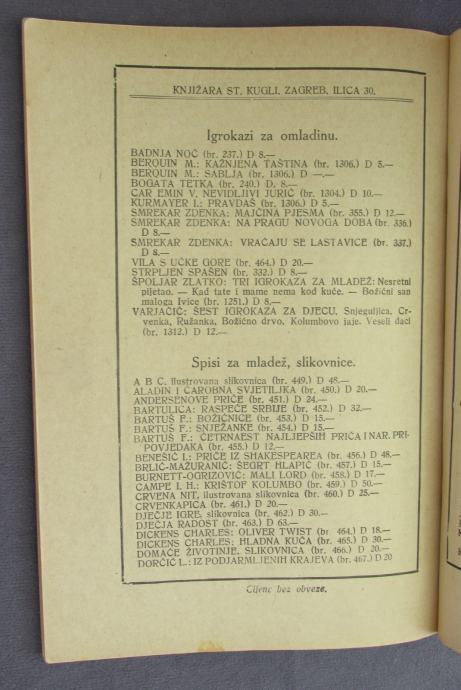 KNJIŽARA ST. KUGLI, ZAGREB, ILICA 30.
Igrokazi za omladinu.
BADNJA NOĆ (br. 237.) D 8.—
BERQUIN M.: KAŽNJENA TAŠTINA (br. 1306.) D 5.—
BERQUIN M.: SABLJA (br. 1306.) D —.—
BOGATA TETKA (br. 240.) D. 8.—
CAR EMIN V. NEVIDLJIVI JURIĆ (br. 1304.) D 10.—
KURMAYER I.: PRAVDAŠ (br. 1306.) D 5.—
SMREKAR ZDENKA: MAJČINA PJESMA (br. 355.) D 12.—
SMREKAR ZDENKA: NA PRAGU NOVOGA DOBA (br. 336.)
D 8.—
SMREKAR ZDENKA: VRAĆAJU SE LASTAVICE (br. 337.)
D 8.—
VILA S UČKE GORE (br. 464.) D 20.—
STRPLJEN SPAŠEN (br. 332.) D 8.—
ŠPOLJAR ZLATKO: TRI IGROKAZA ZA MLADEŽ: Nesretni
pijetao. — Kad tate i mame nema kod kuće. — Božićni san
maloga Ivice (br. 1251.) D 8.—
VARJAČIĆ: ŠEST IGROKAZA ZA DJECU, Snjeguljica, Cr-
venka, Ružanka, Božićno drvo, Kolumbovo jaje. Veseli đaci
(br. 1312.) D 12.—
Spisi za mladež, slikovnice.
A B C, ilustrovana slikovnica (br. 449.) D 48.—
ALADIN I ČAROBNA SVJETILJKA (br. 450.) D 20.—
ANDERSENOVE PRIČE (br. 451.) D 24.—
BARTULICA: RASPEĆE SRBIJE (br. 452.) D 32.—
BARTUŠ F.: BOŽIĆNICE (br. 453.) D 15.—
BARTUŠ F.: SNJEŽANKE (br. 454.) D 15.—
BARTUŠ F.: ČETRNAEST NAJLJEPŠIH PRIČA I NAR. PRI-
POVJEDAKA (br. 455.) D 12.—
BENEŠIĆ I.: PRIČE IZ SHAKESPEAREA (br. 456.) D 48.—
BRLIĆ-MAŽURANIĆ: ŠEGRT HLAPIĆ (br. 457.) D 15.—
BURNETT-OGRIZOVIĆ: MALI LORD (br. 458.) D 17.—
CAMPE I. H.: KRIŠTOF KOLUMBO (br. 459.) D 50.—
CRVENA NIT, ilustrovana slikovnica (br. 460.) D 25.—
CRVENKAPICA (br. 461.) D 20.—
DJEČJE IGRE, slikovnica (br. 462.) D 30.—
DJEČJA RADOST (br. 463.) D 63.—
DICKENS CHARLES: OLIVER TWIST (br. 464.) D 18.—
DICKENS CHARLES: HLADNA KUĆA (br. 465.) D 30.—
DOMAĆE ŽIVOTINJE, SLIKOVNICA (br. 466.) D 20.—
DORČIĆ L.: IZ PODJARMLJENIH KRAJEVA (br. 467.) D 20
Cijene bez obveze.